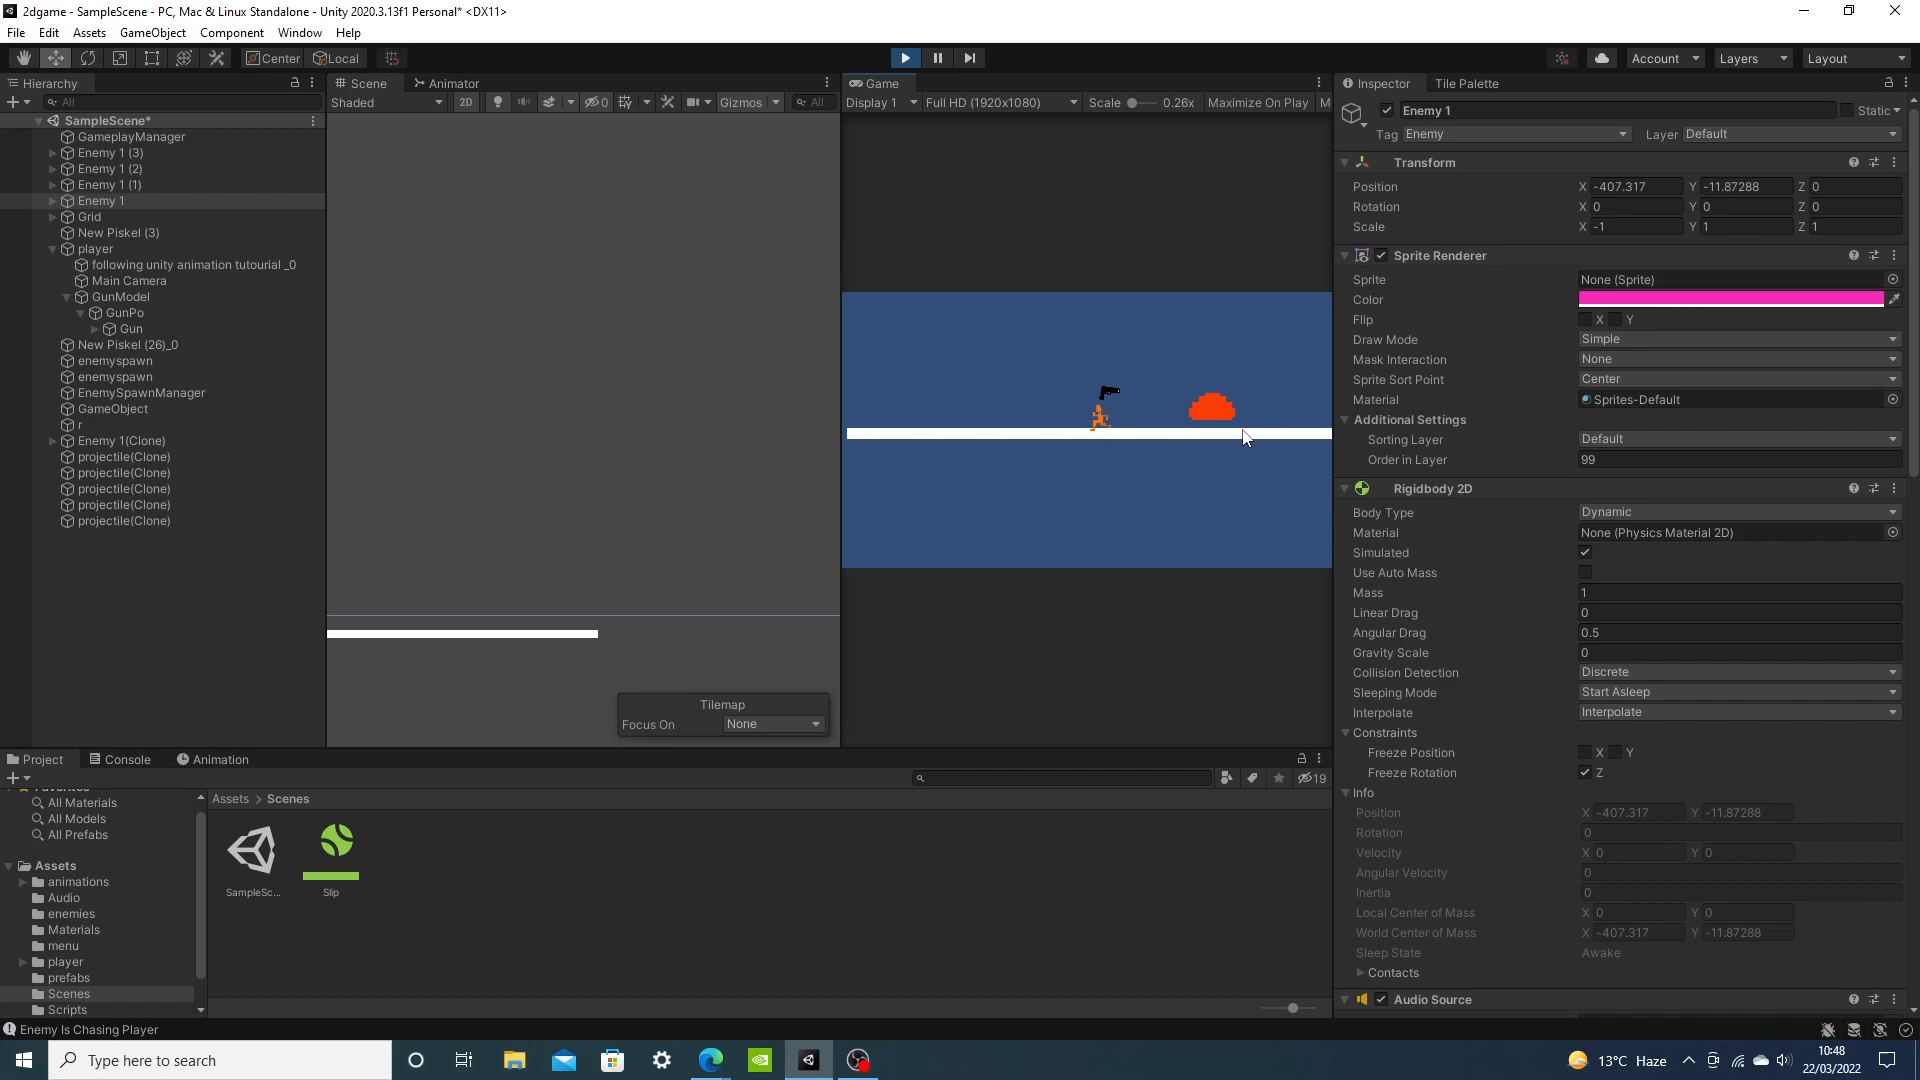 2dgame - SampleScene - PC, Mac & Linux Standalone - Unity 2020.3.13f1 Personal* <DX11>
File Edit Assets GameObject Component Window Help
Center Local Account Layers Layout
Hierarchy
All
SampleScene*
GameplayManager
Enemy 1 (3)
Enemy 1 (2)
Enemy 1 (1)
Enemy 1
Grid
New Piskel (3)
player
following unity animation tutourial _0
Main Camera
GunModel
GunPo
Gun
New Piskel (26)_0
enemyspawn
enemyspawn
EnemySpawnManager
GameObject
r
Enemy 1(Clone)
projectile(Clone)
projectile(Clone)
projectile(Clone)
projectile(Clone)
projectile(Clone)
Scene Animator
Shaded 2D 0 Gizmos All
Tilemap
Focus On None
Game
Display 1 Full HD (1920x1080) Scale 0.26x Maximize On Play M
Inspector Tile Palette
Enemy 1 Static
Tag Enemy Layer Default
Transform
Position X -407.317 Y -11.87288 Z 0
Rotation X 0 Y 0 Z 0
Scale X -1 Y 1 Z 1
Sprite Renderer
Sprite None (Sprite)
Color
Flip X Y
Draw Mode Simple
Mask Interaction None
Sprite Sort Point Center
Material Sprites-Default
Additional Settings
Sorting Layer Default
Order in Layer 99
Rigidbody 2D
Body Type Dynamic
Material None (Physics Material 2D)
Simulated
Use Auto Mass
Mass 1
Linear Drag 0
Angular Drag 0.5
Gravity Scale 0
Collision Detection Discrete
Sleeping Mode Start Asleep
Interpolate Interpolate
Constraints
Freeze Position X Y
Freeze Rotation Z
Info
Position X -407.317 Y -11.87288
Rotation 0
Velocity X 0 Y 0
Angular Velocity 0
Inertia 0
Local Center of Mass X 0 Y 0
World Center of Mass X -407.317 Y -11.87288
Sleep State Awake
Contacts
Audio Source
Project Console Animation
19
Favorites
All Materials
All Models
All Prefabs
Assets
animations
Audio
enemies
Materials
menu
player
prefabs
Scenes
Scripts
Assets > Scenes
SampleSc...
Slip
Enemy Is Chasing Player
Type here to search
13°C Haze
10:48
22/03/2022